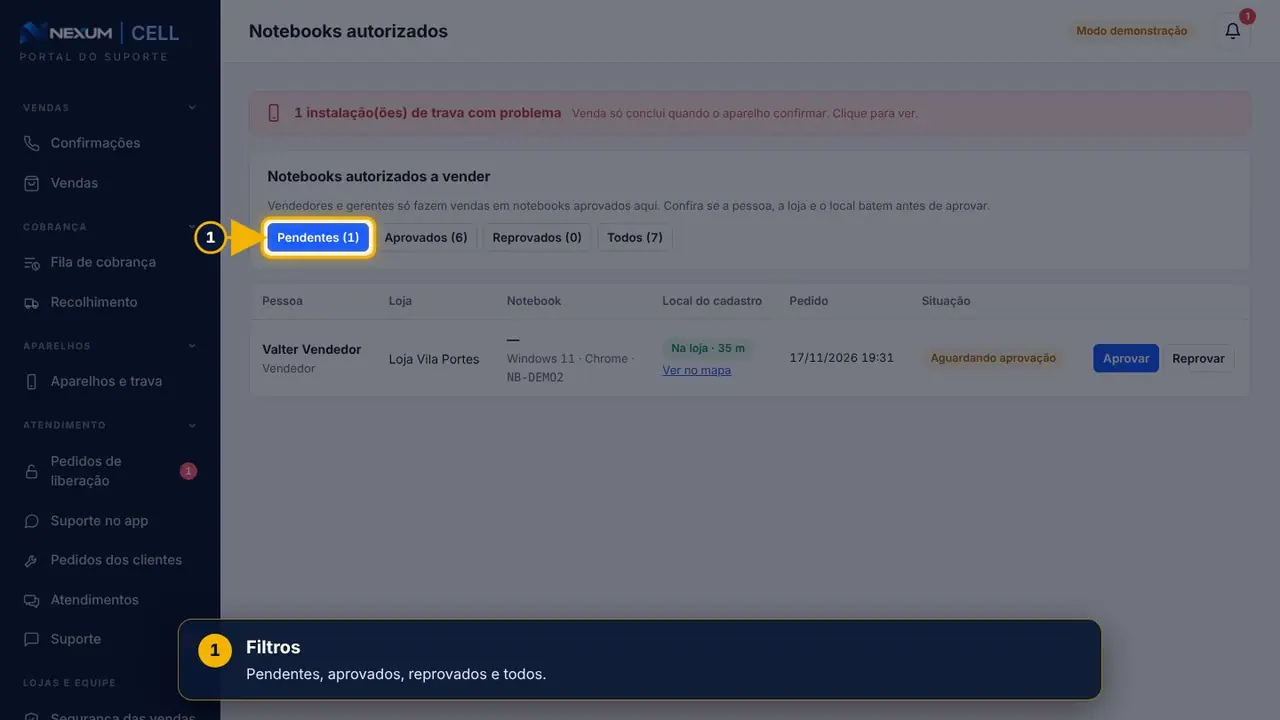 NEXUM | CELL
PORTAL DO SUPORTE
VENDAS
Confirmações
Vendas
COBRANÇA
Fila de cobrança
Recolhimento
APARELHOS
Aparelhos e trava
ATENDIMENTO
Pedidos de
liberação
1
Suporte no app
Pedidos dos clientes
Atendimentos
Suporte
LOJAS E EQUIPE
Segurança das vendas
Notebooks autorizados
Modo demonstração
1
1 instalação(ões) de trava com problema Venda só conclui quando o aparelho confirmar. Clique para ver.
Notebooks autorizados a vender
Vendedores e gerentes só fazem vendas em notebooks aprovados aqui. Confira se a pessoa, a loja e o local batem antes de aprovar.
1
Pendentes (1) Aprovados (6) Reprovados (0) Todos (7)
Pessoa Loja Notebook Local do cadastro Pedido Situação
Valter Vendedor
Vendedor
Loja Vila Portes
—
Windows 11 · Chrome ·
NB-DEMO2
Na loja · 35 m
Ver no mapa
17/11/2026 19:31
Aguardando aprovação
Aprovar Reprovar
1
Filtros
Pendentes, aprovados, reprovados e todos.